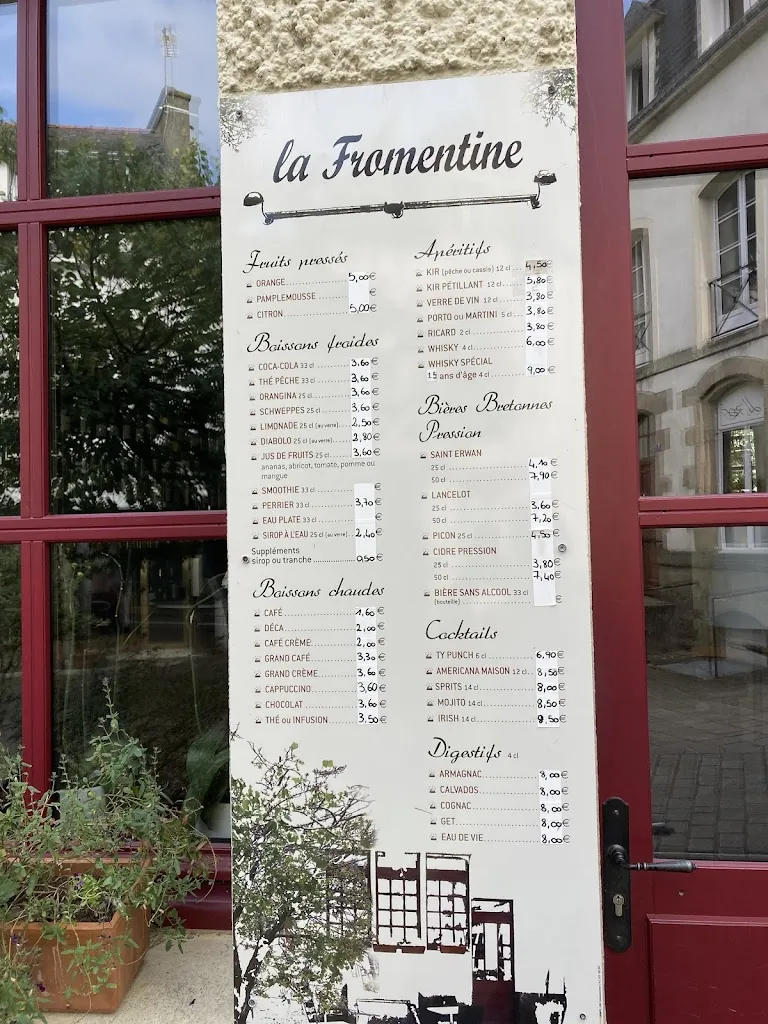 la Fromentine
Fruits pressés
ORANGE 5,00€
PAMPLEMOUSSE €
CITRON 5,00€
Boissons froides
COCA-COLA 33 cl 3,60€
THÉ PÊCHE 33 cl 3,60€
ORANGINA 25 cl 3,60€
SCHWEPPES 25 cl 3,60€
LIMONADE 25 cl (au verre) 2,50€
DIABOLO 25 cl (au verre) 2,80€
JUS DE FRUITS 25 cl 3,60€
ananas, abricot, tomate, pomme ou
mangue
SMOOTHIE 33 cl €
PERRIER 33 cl 3,70€
EAU PLATE 33 cl €
SIROP À L'EAU 25 cl (au verre) 2,40€
Suppléments
sirop ou tranche 0,50€
Boissons chaudes
CAFÉ 1,60€
DÉCA 2,00€
CAFÉ CRÈME 2,00€
GRAND CAFÉ 3,30€
GRAND CRÈME 3,60€
CAPPUCCINO 3,60€
CHOCOLAT 3,60€
THÉ ou INFUSION 3,50€
Apéritifs
KIR (pêche ou cassis) 12 cl 4,50€
KIR PÉTILLANT 12 cl 5,80€
VERRE DE VIN 12 cl 3,80€
PORTO ou MARTINI 5 cl 3,80€
RICARD 2 cl 3,80€
WHISKY 4 cl 6,00€
WHISKY SPÉCIAL
15 ans d'âge 4 cl 9,00€
Bières Bretonnes
Pression
SAINT ERWAN
25 cl 4,10€
50 cl 7,90€
LANCELOT
25 cl 3,60€
50 cl 7,20€
PICON 25 cl 4,50€
CIDRE PRESSION
25 cl 3,80€
50 cl 7,40€
BIÈRE SANS ALCOOL 33 cl €
(bouteille)
Cocktails
TY PUNCH 6 cl 6,90€
AMERICANA MAISON 12 cl 8,50€
SPRITS 14 cl 8,00€
MOJITO 14 cl 8,50€
IRISH 14 cl 9,50€
Digestifs 4 cl
ARMAGNAC 8,00€
CALVADOS 8,00€
COGNAC 8,00€
GET 8,00€
EAU DE VIE 8,00€